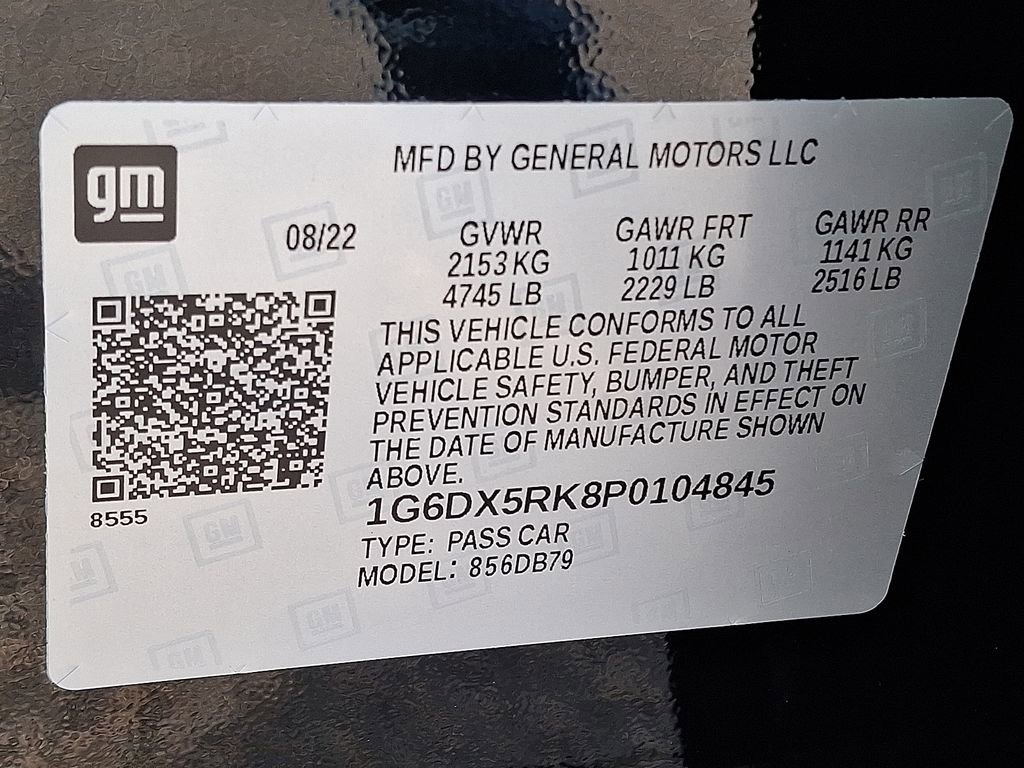 gm
MFD BY GENERAL MOTORS LLC
08/22
GVWR
2153 KG
4745 LB
GAWR FRT
1011 KG
2229 LB
GAWR RR
1141 KG
2516 LB
THIS VEHICLE CONFORMS TO ALL
APPLICABLE U.S. FEDERAL MOTOR
VEHICLE SAFETY, BUMPER, AND THEFT
PREVENTION STANDARDS IN EFFECT ON
THE DATE OF MANUFACTURE SHOWN
ABOVE.
1G6DX5RK8P0104845
TYPE: PASS CAR
MODEL: 856DB79
8555